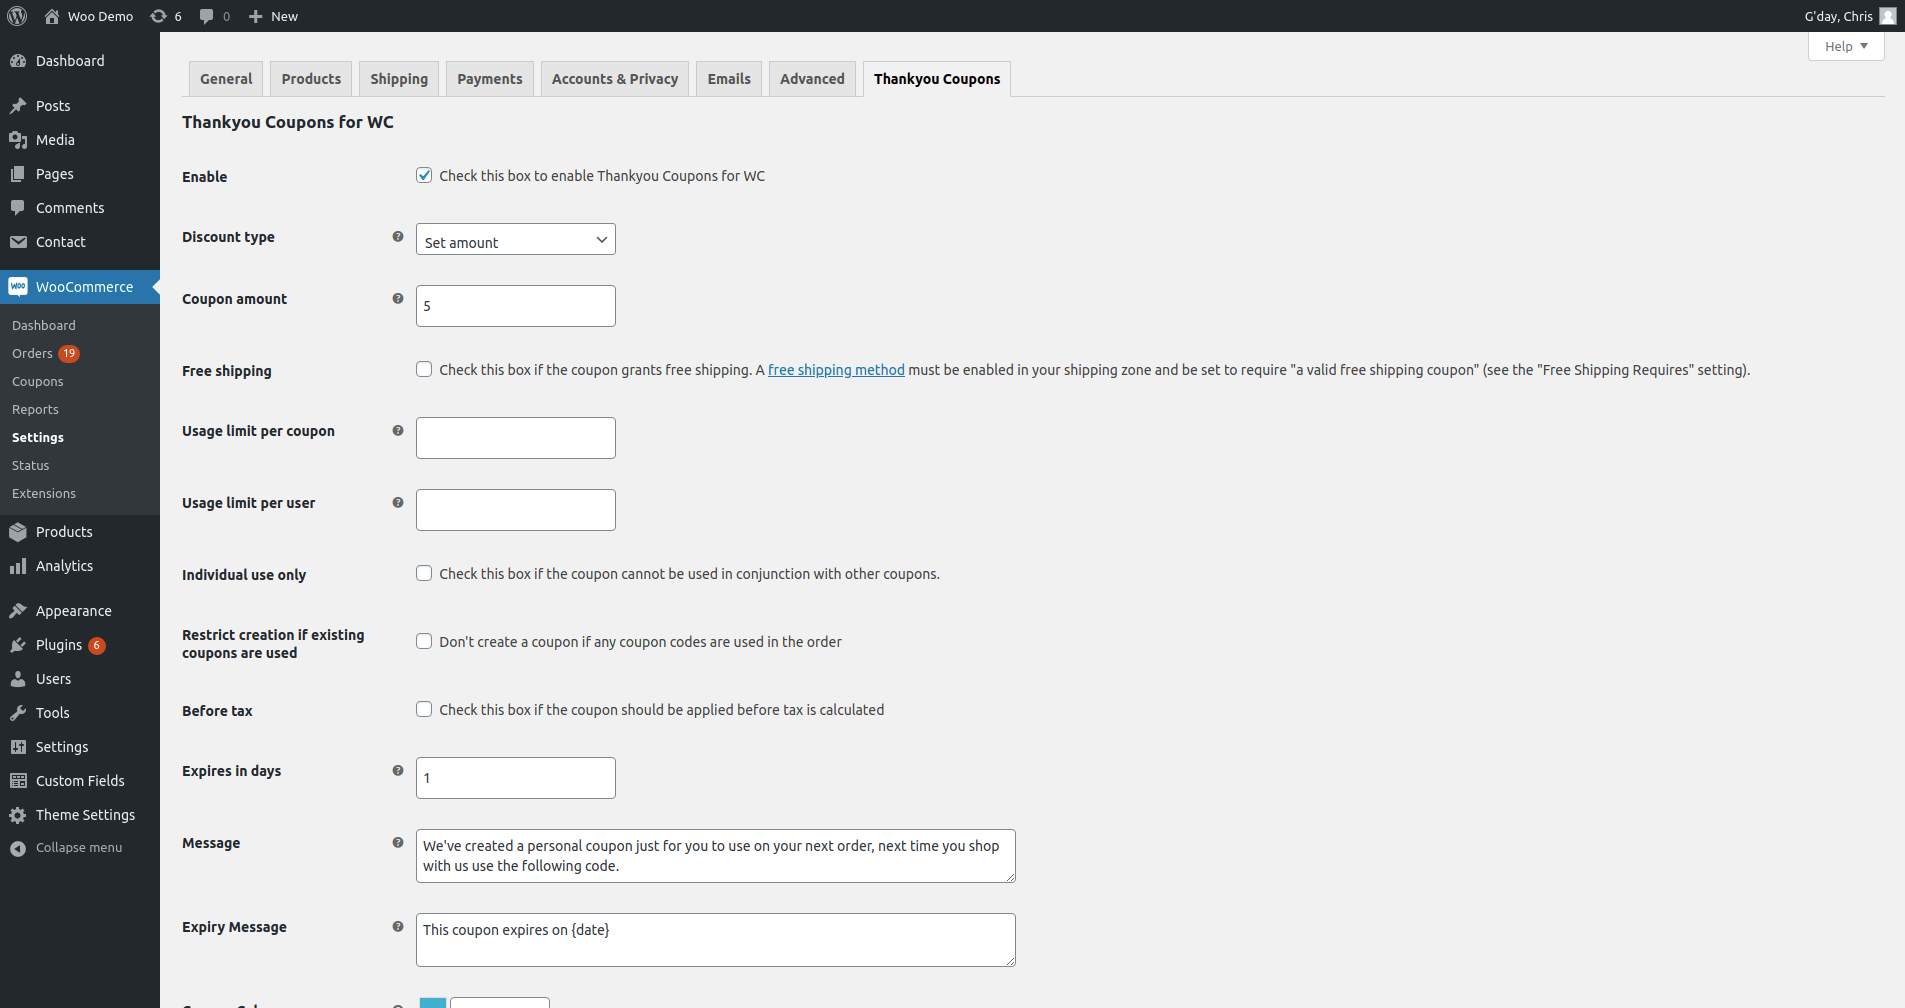 Woo Demo 6 0 New G'day, Chris
Help
Dashboard
Posts
Media
Pages
Comments
Contact
WooCommerce
Dashboard
Orders 19
Coupons
Reports
Settings
Status
Extensions
Products
Analytics
Appearance
Plugins 6
Users
Tools
Settings
Custom Fields
Theme Settings
Collapse menu
General Products Shipping Payments Accounts & Privacy Emails Advanced Thankyou Coupons
Thankyou Coupons for WC
Enable Check this box to enable Thankyou Coupons for WC
Discount type Set amount
Coupon amount 5
Free shipping Check this box if the coupon grants free shipping. A free shipping method must be enabled in your shipping zone and be set to require "a valid free shipping coupon" (see the "Free Shipping Requires" setting).
Usage limit per coupon
Usage limit per user
Individual use only Check this box if the coupon cannot be used in conjunction with other coupons.
Restrict creation if existing
coupons are used
Don't create a coupon if any coupon codes are used in the order
Before tax Check this box if the coupon should be applied before tax is calculated
Expires in days 1
Message
We've created a personal coupon just for you to use on your next order, next time you shop
with us use the following code.
Expiry Message This coupon expires on {date}